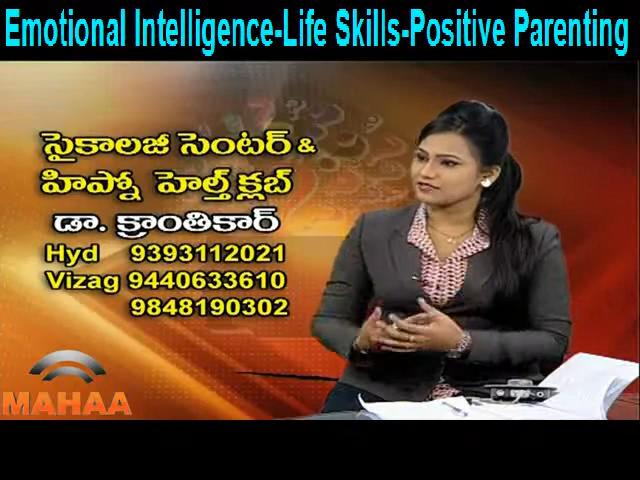 Emotional Intelligence-Life Skills-Positive Parenting
సైకాలజీ సెంటర్ &
హిప్నో హెల్త్ క్లబ్
డా. క్రాంతికార్
Hyd 9393112021
Vizag 9440633610
9848190302
MAHAA